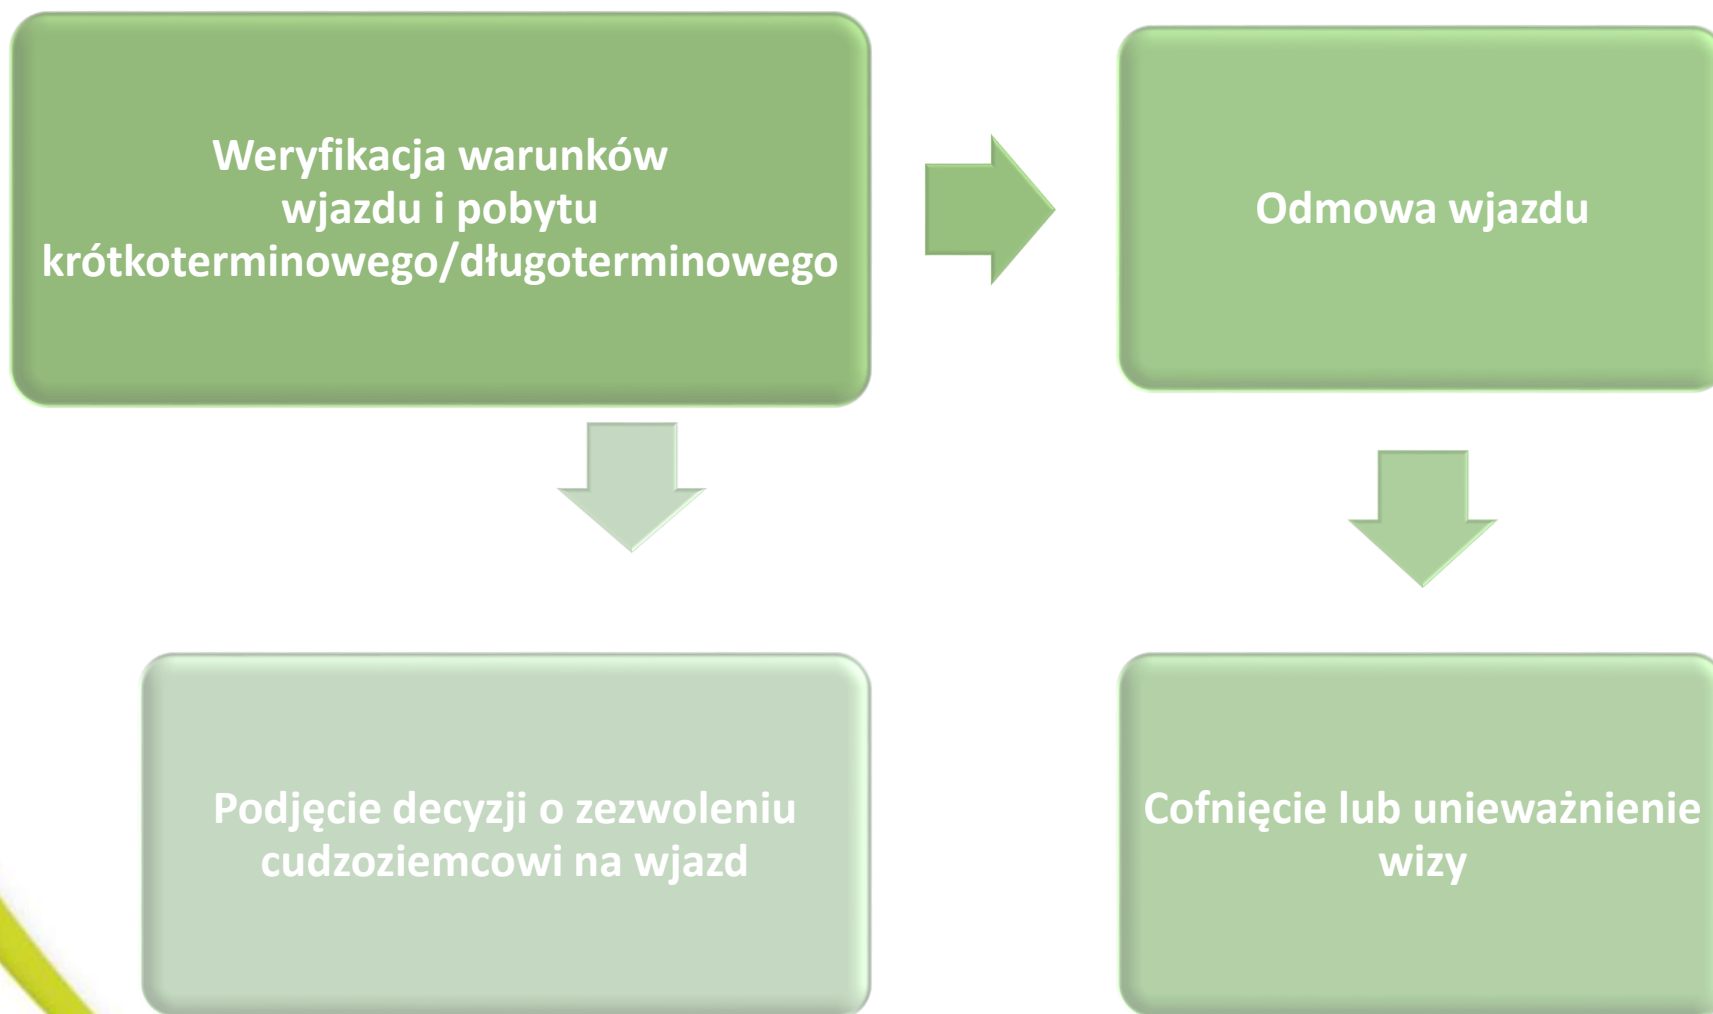 Weryfikacja warunków
wjazdu i pobytu
krótkoterminowego/długoterminowego
Odmowa wjazdu
Podjęcie decyzji o zezwoleniu
cudzoziemcowi na wjazd
Cofnięcie lub unieważnienie
wizy